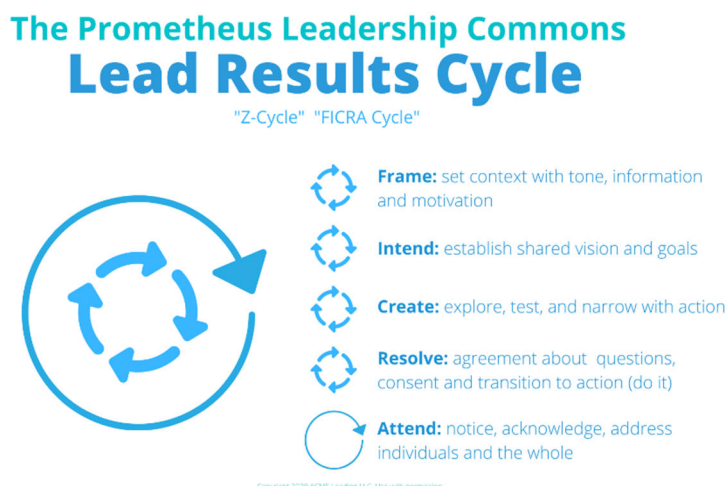 The Prometheus Leadership Commons
Lead Results Cycle
"Z-Cycle" "FICRA Cycle"
Frame: set context with tone, information
and motivation
Intend: establish shared vision and goals
Create: explore, test, and narrow with action
Resolve: agreement about questions,
consent and transition to action (do it)
Attend: notice, acknowledge, address
individuals and the whole